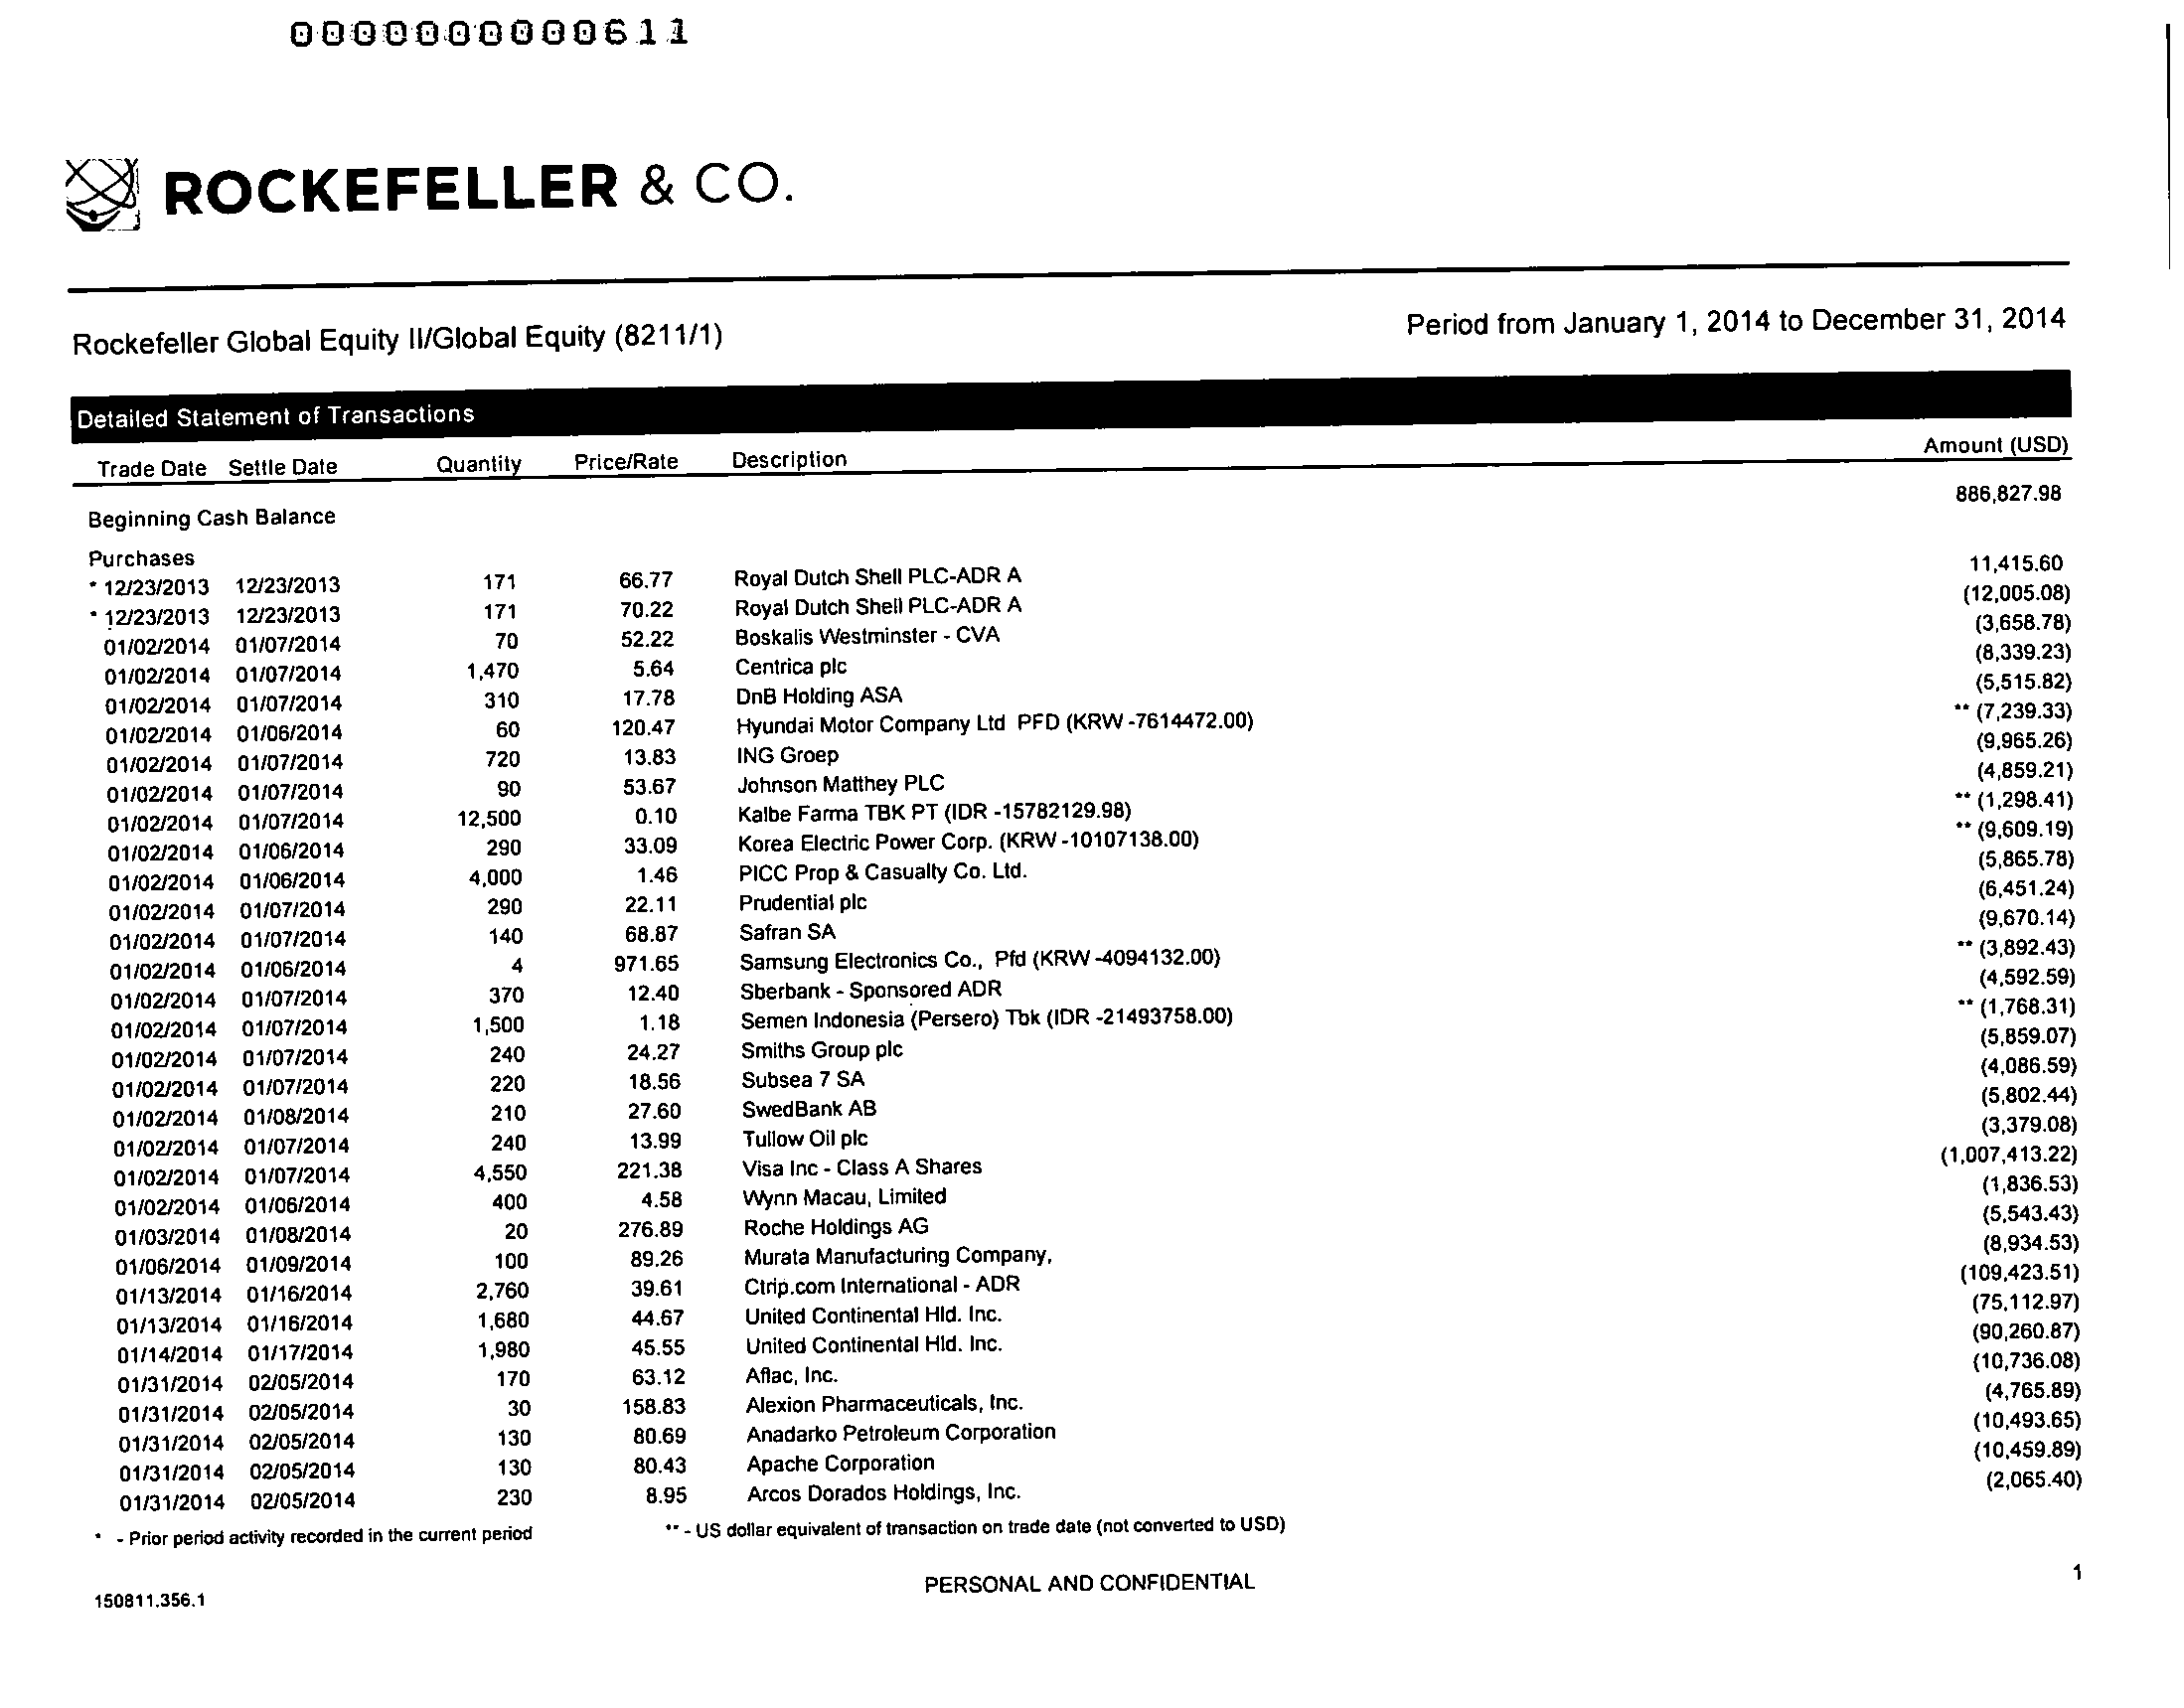 0000000000611
ROCKEFELLER & CO.
Rockefeller Global Equity II/Global Equity (8211/1) Period from January 1, 2014 to December 31, 2014
Detailed Statement of Transactions
Trade Date Settle Date Quantity Price/Rate Description Amount (USD)
Beginning Cash Balance 886,827.98
Purchases
* 12/23/2013 12/23/2013 171 66.77 Royal Dutch Shell PLC-ADR A 11,415.60
* 12/23/2013 12/23/2013 171 70.22 Royal Dutch Shell PLC-ADR A (12,005.08)
01/02/2014 01/07/2014 70 52.22 Boskalis Westminster - CVA (3,658.78)
01/02/2014 01/07/2014 1,470 5.64 Centrica plc (8,339.23)
01/02/2014 01/07/2014 310 17.78 DnB Holding ASA (5,515.82)
01/02/2014 01/06/2014 60 120.47 Hyundai Motor Company Ltd PFD (KRW -7614472.00) ** (7,239.33)
01/02/2014 01/07/2014 720 13.83 ING Groep (9,965.26)
01/02/2014 01/07/2014 90 53.67 Johnson Matthey PLC (4,859.21)
01/02/2014 01/07/2014 12,500 0.10 Kalbe Farma TBK PT (IDR -15782129.98) ** (1,298.41)
01/02/2014 01/06/2014 290 33.09 Korea Electric Power Corp. (KRW -10107138.00) ** (9,609.19)
01/02/2014 01/06/2014 4,000 1.46 PICC Prop & Casualty Co. Ltd. (5,865.78)
01/02/2014 01/07/2014 290 22.11 Prudential plc (6,451.24)
01/02/2014 01/07/2014 140 68.87 Safran SA (9,670.14)
01/02/2014 01/06/2014 4 971.65 Samsung Electronics Co., Pfd (KRW -4094132.00) ** (3,892.43)
01/02/2014 01/07/2014 370 12.40 Sberbank - Sponsored ADR (4,592.59)
01/02/2014 01/07/2014 1,500 1.18 Semen Indonesia (Persero) Tbk (IDR -21493758.00) ** (1,768.31)
01/02/2014 01/07/2014 240 24.27 Smiths Group plc (5,859.07)
01/02/2014 01/07/2014 220 18.56 Subsea 7 SA (4,086.59)
01/02/2014 01/08/2014 210 27.60 SwedBank AB (5,802.44)
01/02/2014 01/07/2014 240 13.99 Tullow Oil plc (3,379.08)
01/02/2014 01/07/2014 4,550 221.38 Visa Inc - Class A Shares (1,007,413.22)
01/02/2014 01/06/2014 400 4.58 Wynn Macau, Limited (1,836.53)
01/03/2014 01/08/2014 20 276.89 Roche Holdings AG (5,543.43)
01/06/2014 01/09/2014 100 89.26 Murata Manufacturing Company, (8,934.53)
01/13/2014 01/16/2014 2,760 39.61 Ctrip.com International - ADR (109,423.51)
01/13/2014 01/16/2014 1,680 44.67 United Continental Hld. Inc. (75,112.97)
01/14/2014 01/17/2014 1,980 45.55 United Continental Hld. Inc. (90,260.87)
01/31/2014 02/05/2014 170 63.12 Aflac, Inc. (10,736.08)
01/31/2014 02/05/2014 30 158.83 Alexion Pharmaceuticals, Inc. (4,765.89)
01/31/2014 02/05/2014 130 80.69 Anadarko Petroleum Corporation (10,493.65)
01/31/2014 02/05/2014 130 80.43 Apache Corporation (10,459.89)
01/31/2014 02/05/2014 230 8.95 Arcos Dorados Holdings, Inc. (2,065.40)
* - Prior period activity recorded in the current period ** - US dollar equivalent of transaction on trade date (not converted to USD)
150811.356.1 PERSONAL AND CONFIDENTIAL 1